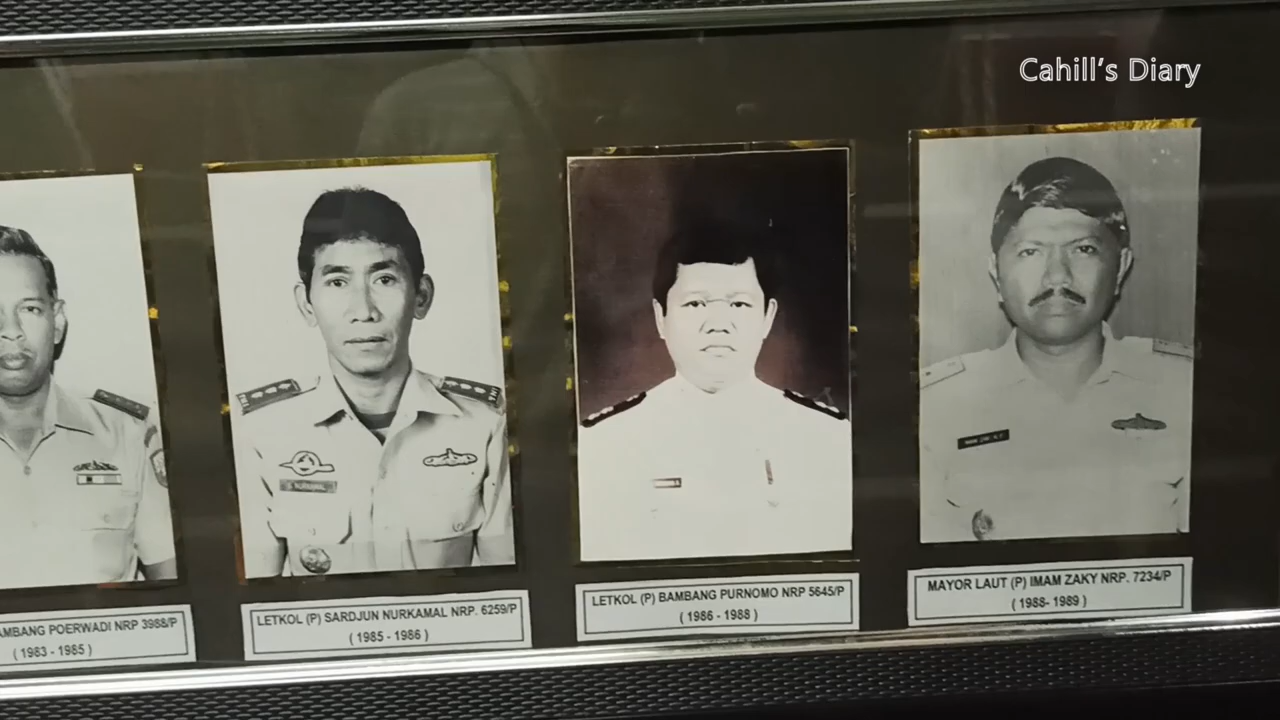 Cahill's Diary
AMBANG POERWADI NRP 3988/P
( 1983 - 1985 )
LETKOL (P) SARDJUN NURKAMAL NRP. 6259/P
( 1985 - 1986 )
LETKOL (P) BAMBANG PURNOMO NRP 5645/P
( 1986 - 1988 )
MAYOR LAUT (P) IMAM ZAKY NRP. 7234/P
( 1988- 1989 )